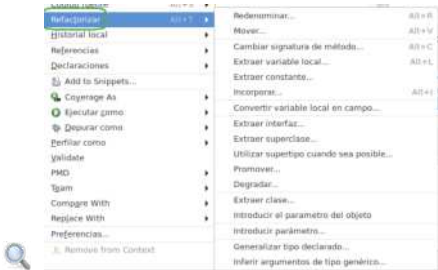 Refactorizar Alt+T
Historial local
Referencias
Declaraciones
Add to Snippets...
Coverage As
Ejecutar como
Depurar como
Perfilar como
Validate
PMD
Team
Compare With
Replace With
Preferencias...
Remove from Context
Redenominar... Alt+R
Mover... Alt+V
Cambiar signatura de método... Alt+C
Extraer variable local... Alt+L
Extraer constante...
Incorporar... Alt+I
Convertir variable local en campo...
Extraer interfaz...
Extraer superclase...
Utilizar supertipo cuando sea posible...
Promover...
Degradar...
Extraer clase...
Introducir el parametro del objeto
Introducir parámetro...
Generalizar tipo declarado...
Inferir argumentos de tipo genérico...